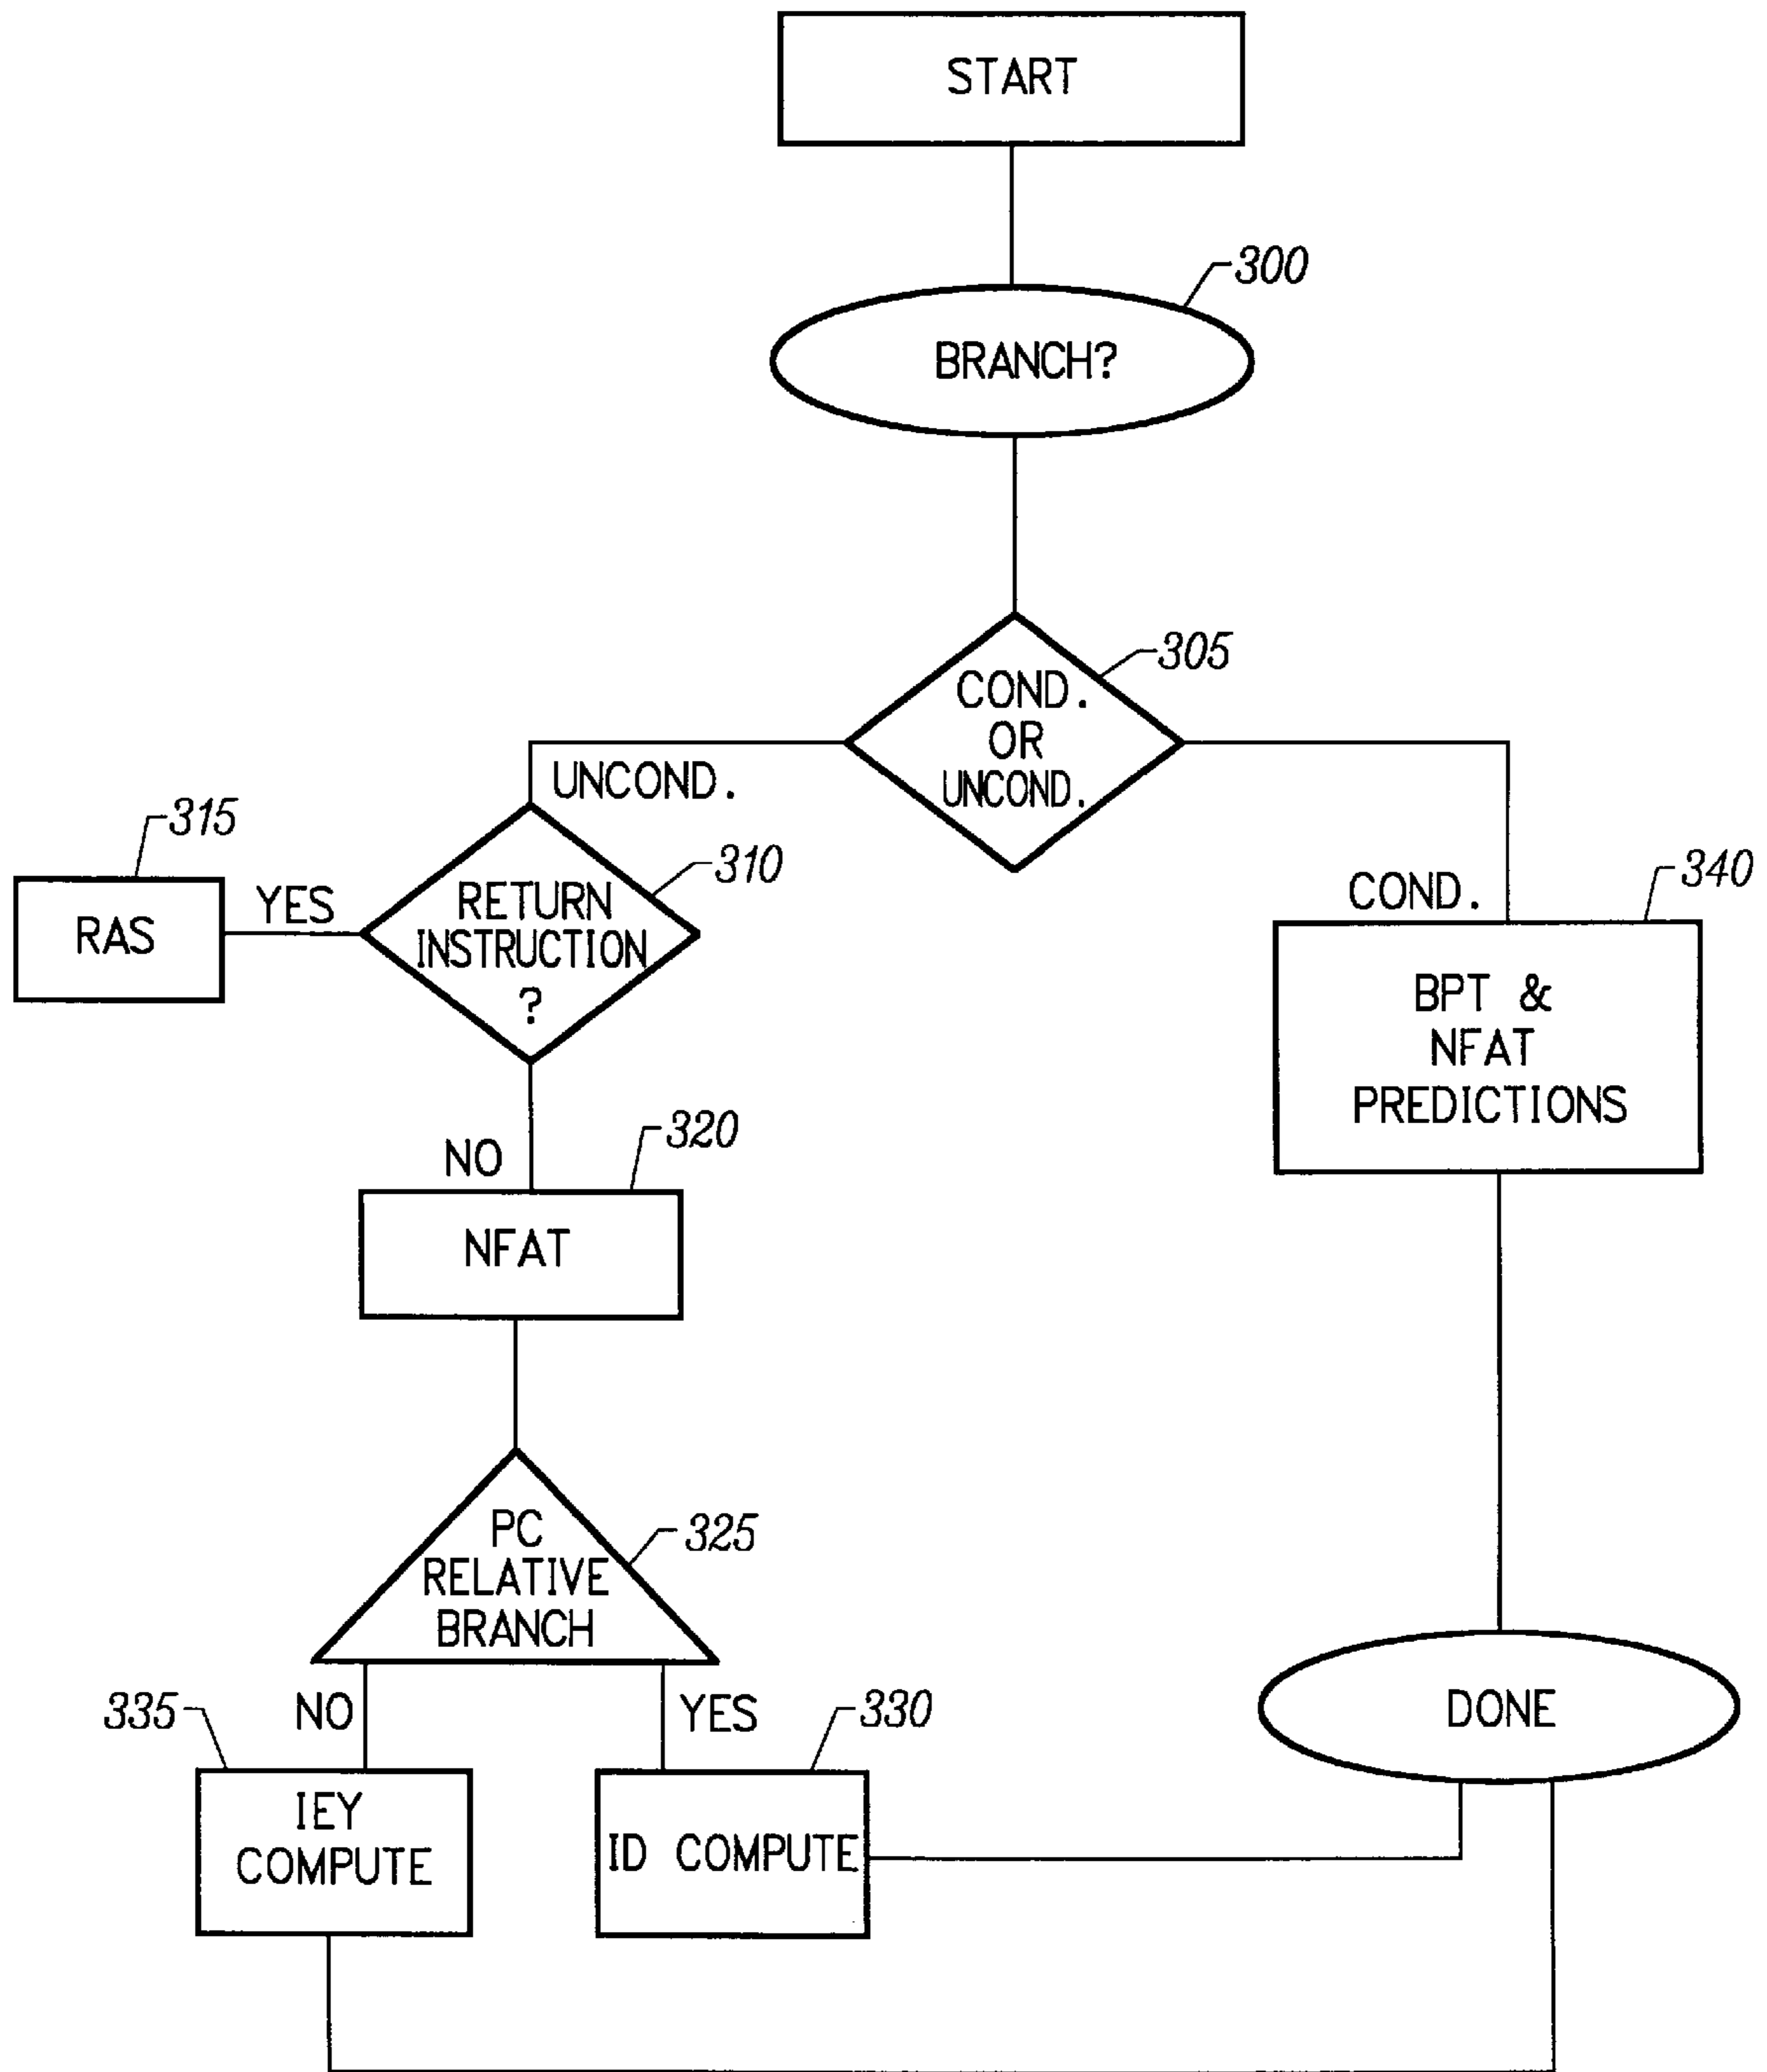 START
300
BRANCH?
305
COND.
OR
UNCOND.
UNCOND.
315
310
YES
RAS
RETURN
INSTRUCTION
?
COND.
340
BPT &
NFAT
PREDICTIONS
NO
320
NFAT
PC
RELATIVE
BRANCH
325
335
NO
YES
330
DONE
IEY
COMPUTE
ID COMPUTE